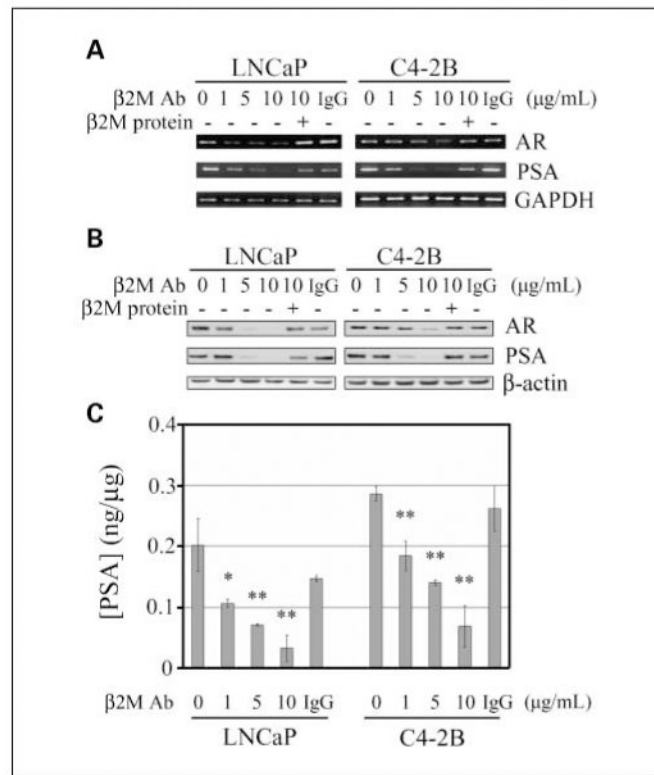 A
LNCaP C4-2B
β2M Ab 0 1 5 10 10 IgG 0 1 5 10 10 IgG (μg/mL)
β2M protein - - - - + - - - - - + -
AR
PSA
GAPDH
B
LNCaP C4-2B
β2M Ab 0 1 5 10 10 IgG 0 1 5 10 10 IgG (μg/mL)
β2M protein - - - - + - - - - - + -
AR
PSA
β-actin
C
[PSA] (ng/μg)
0.4
0.3
0.2
0.1
0
* ** ** ** ** **
β2M Ab 0 1 5 10 IgG 0 1 5 10 IgG (μg/mL)
LNCaP C4-2B